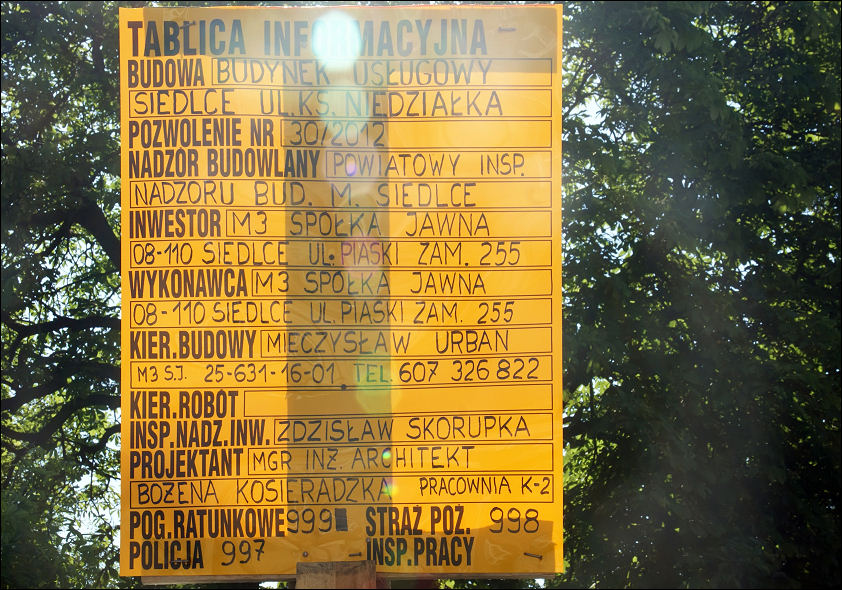 TABLICA INFORMACYJNA
BUDOWA BUDYNEK USŁUGOWY
SIEDLCE UL.KS. NIEDZIAŁKA
POZWOLENIE NR 30/2012
NADZÓR BUDOWLANY POWIATOWY INSP.
NADZORU BUD. M. SIEDLCE
INWESTOR M3 SPÓŁKA JAWNA
08-110 SIEDLCE UL. PIASKI ZAM. 255
WYKONAWCA M3 SPÓŁKA JAWNA
08-110 SIEDLCE UL. PIASKI ZAM. 255
KIER.BUDOWY MIECZYSŁAW URBAN
M3 S.J. 25-631-16-01 TEL. 607 326 822
KIER.ROBÓT
INSP.NADZ.INW. ZDZISŁAW SKORUPKA
PROJEKTANT MGR INŻ. ARCHITEKT
BOŻENA KOSIERADZKA PRACOWNIA K-2
POG.RATUNKOWE 999 STRAŻ POŻ. 998
POLICJA 997 INSP.PRACY